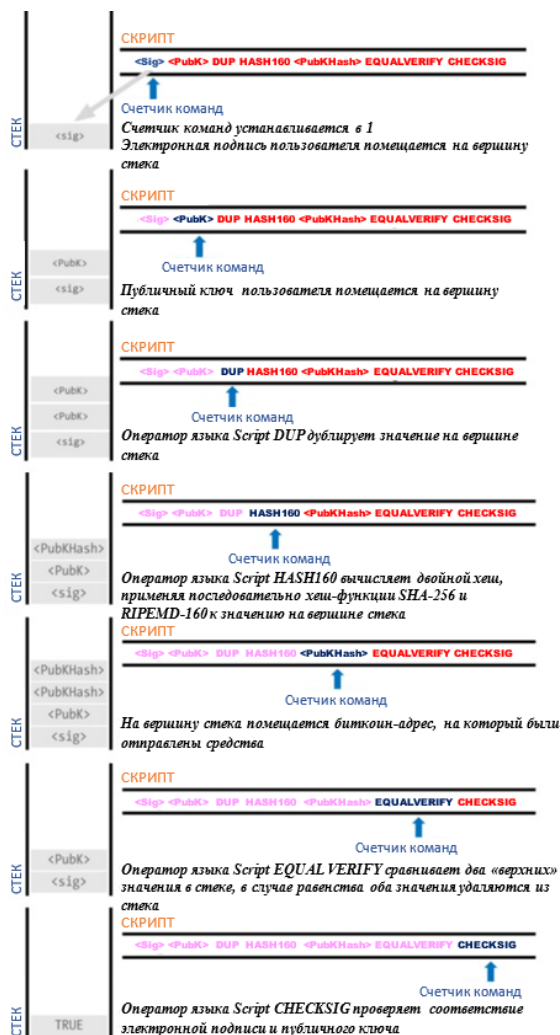 СКРИПТ
<Sig> <PubK> DUP HASH160 <PubKHash> EQUALVERIFY CHECKSIG
Счетчик команд
СТЕК
<sig>
Счетчик команд устанавливается в 1
Электронная подпись пользователя помещается на вершину
стека
СКРИПТ
<Sig> <PubK> DUP HASH160 <PubKHash> EQUALVERIFY CHECKSIG
Счетчик команд
СТЕК
<PubK>
<sig>
Публичный ключ пользователя помещается на вершину
стека
СКРИПТ
<Sig> <PubK> DUP HASH160 <PubKHash> EQUALVERIFY CHECKSIG
Счетчик команд
СТЕК
<PubK>
<PubK>
<sig>
Оператор языка Script DUP дублирует значение на вершине
стека
СКРИПТ
<Sig> <PubK> DUP HASH160 <PubKHash> EQUALVERIFY CHECKSIG
Счетчик команд
СТЕК
<PubKHash>
<PubK>
<sig>
Оператор языка Script HASH160 вычисляет двойной хеш,
применяя последовательно хеш-функции SHA-256 и
RIPEMD-160 к значению на вершине стека
СКРИПТ
<Sig> <PubK> DUP HASH160 <PubKHash> EQUALVERIFY CHECKSIG
Счетчик команд
СТЕК
<PubKHash>
<PubKHash>
<PubK>
<sig>
На вершину стека помещается биткоин-адрес, на который были
отправлены средства
СКРИПТ
<Sig> <PubK> DUP HASH160 <PubKHash> EQUALVERIFY CHECKSIG
Счетчик команд
СТЕК
<PubK>
<sig>
Оператор языка Script EQUAL VERIFY сравнивает два «верхних»
значения в стеке, в случае равенства оба значения удаляются из
стека
СКРИПТ
<Sig> <PubK> DUP HASH160 <PubKHash> EQUALVERIFY CHECKSIG
Счетчик команд
СТЕК
TRUE
Оператор языка Script CHECKSIG проверяет соответствие
электронной подписи и публичного ключа